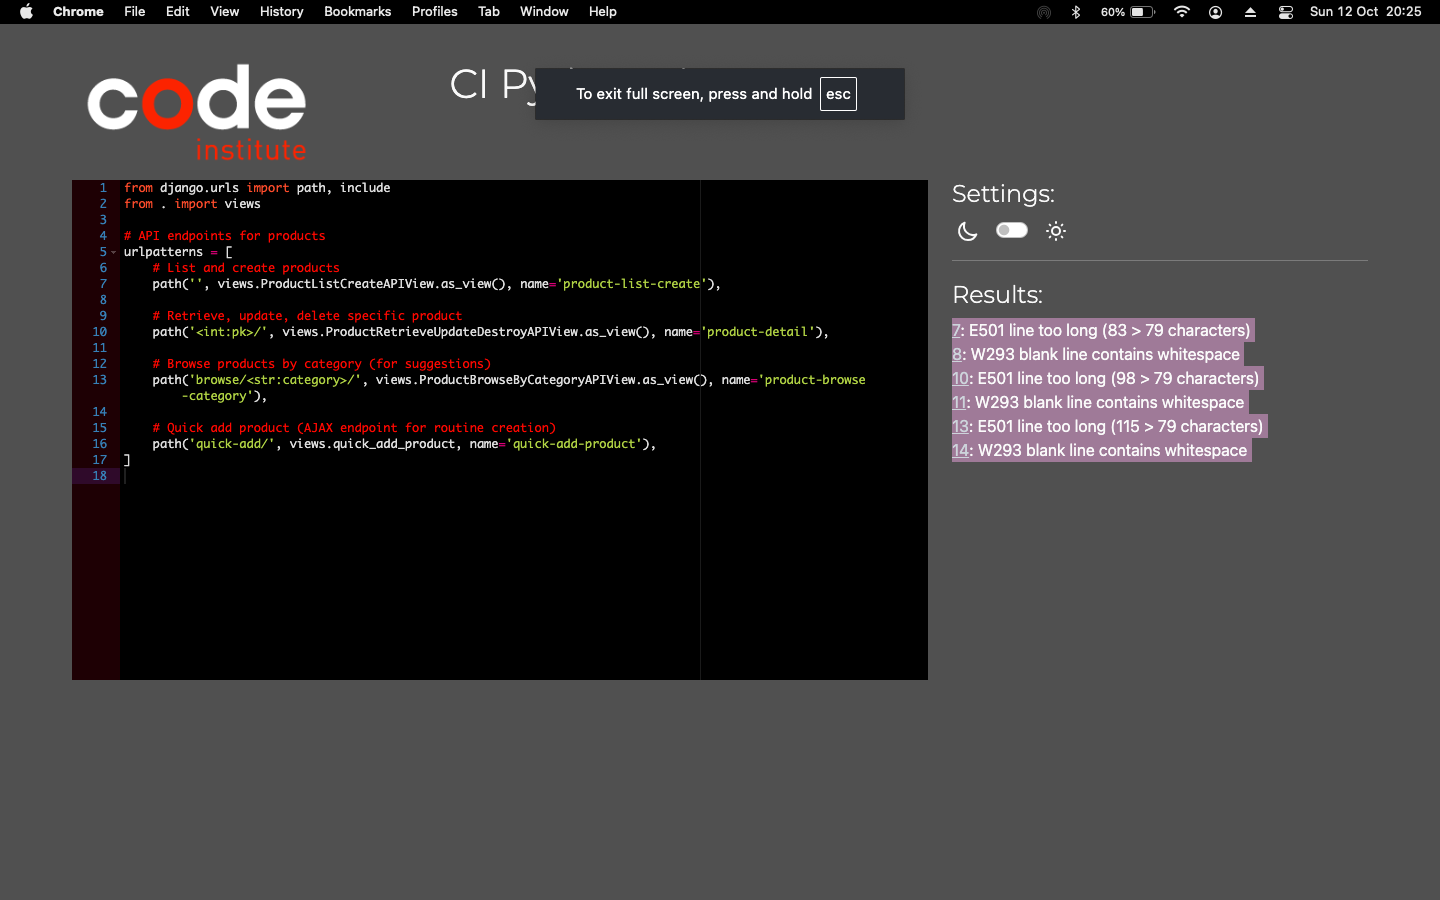 Chrome File Edit View History Bookmarks Profiles Tab Window Help 60% Sun 12 Oct 20:25
code
institute
CI
To exit full screen, press and hold esc
1 from django.urls import path, include
2 from . import views
3
4 # API endpoints for products
5 urlpatterns = [
6 # List and create products
7 path('', views.ProductListCreateAPIView.as_view(), name='product-list-create'),
8
9 # Retrieve, update, delete specific product
10 path('<int:pk>/', views.ProductRetrieveUpdateDestroyAPIView.as_view(), name='product-detail'),
11
12 # Browse products by category (for suggestions)
13 path('browse/<str:category>/', views.ProductBrowseByCategoryAPIView.as_view(), name='product-browse
-category'),
14
15 # Quick add product (AJAX endpoint for routine creation)
16 path('quick-add/', views.quick_add_product, name='quick-add-product'),
17 ]
18
Settings:
Results:
7: E501 line too long (83 > 79 characters)
8: W293 blank line contains whitespace
10: E501 line too long (98 > 79 characters)
11: W293 blank line contains whitespace
13: E501 line too long (115 > 79 characters)
14: W293 blank line contains whitespace